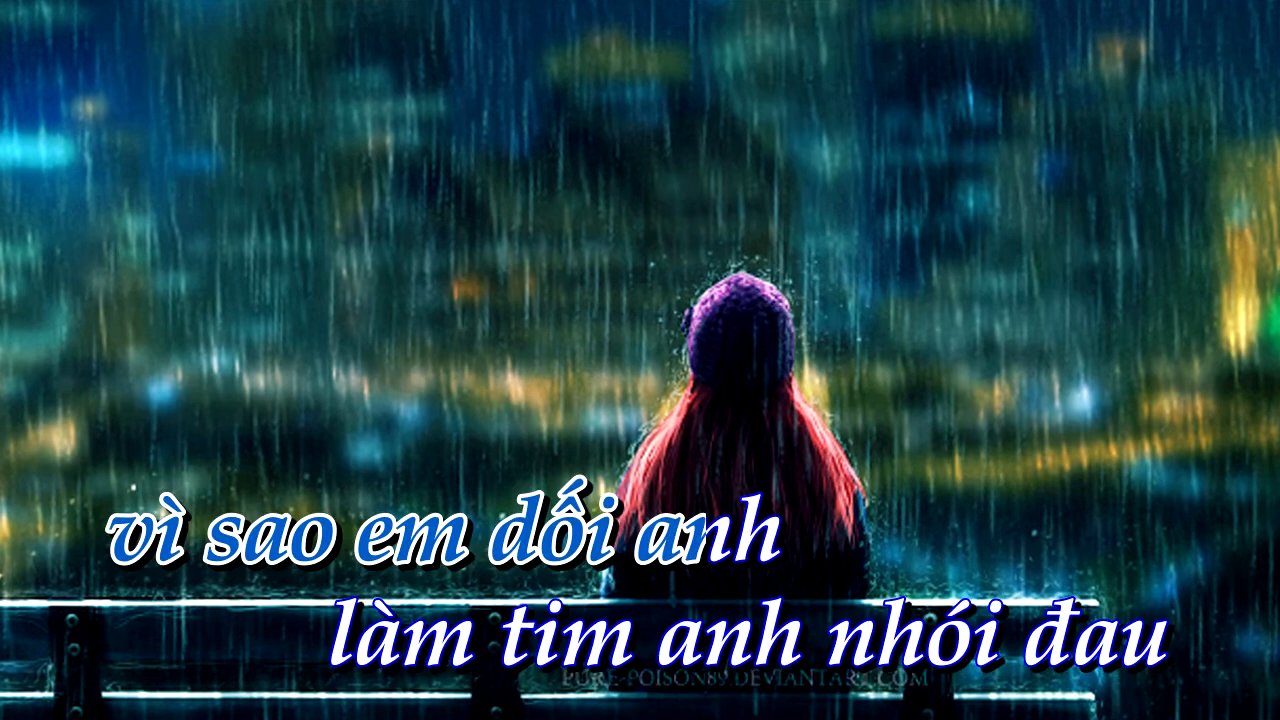 vì sao em dối anh
làm tim anh nhói đau
PURE-POISON89.DEVIANTART.COM